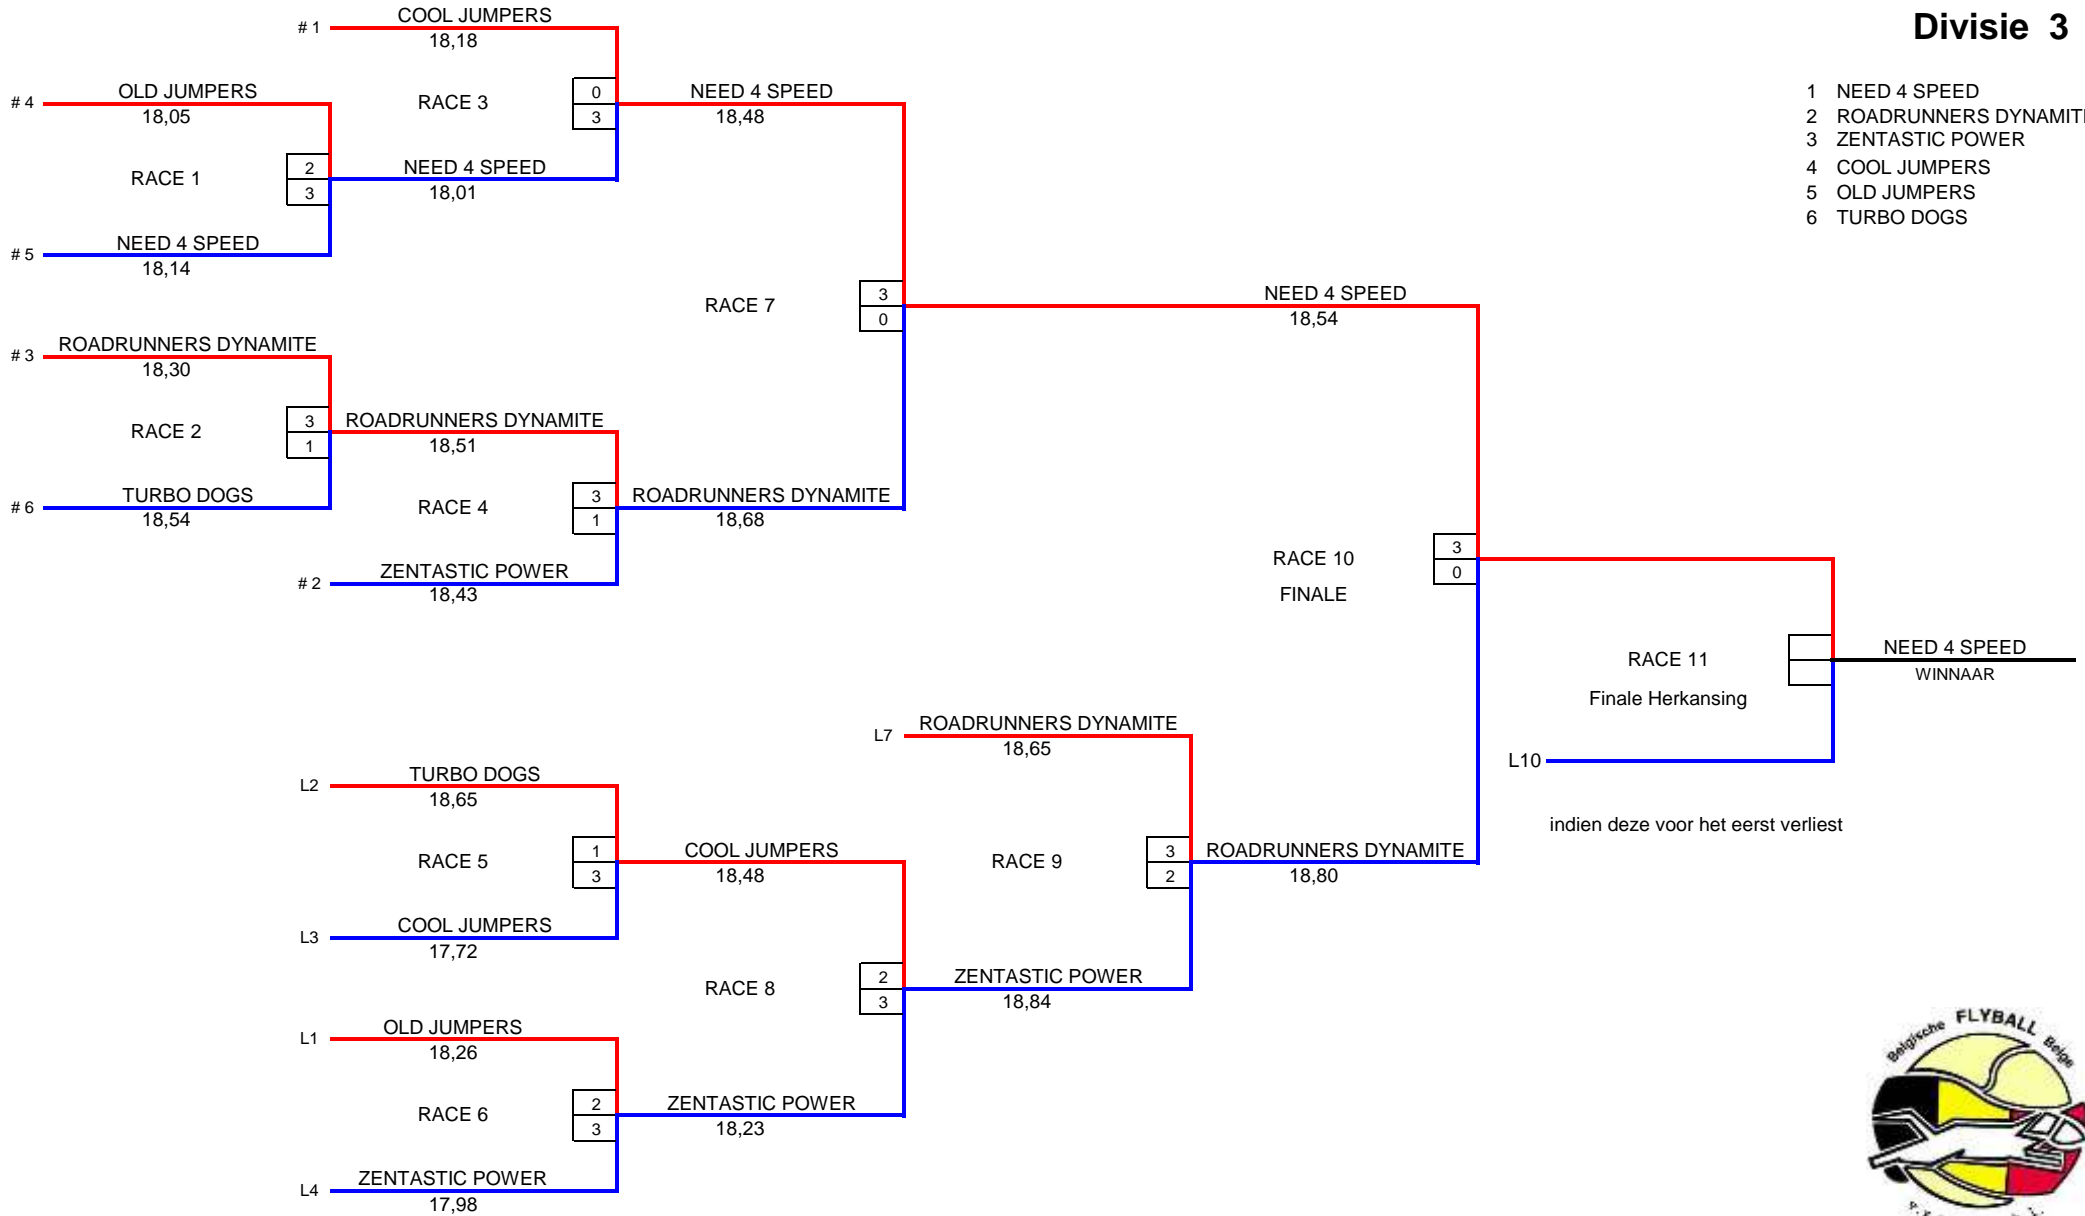 Divisie 3
1 NEED 4 SPEED
2 ROADRUNNERS DYNAMITE
3 ZENTASTIC POWER
4 COOL JUMPERS
5 OLD JUMPERS
6 TURBO DOGS
# 1 COOL JUMPERS
18,18
# 4 OLD JUMPERS
18,05
RACE 3
0
3
NEED 4 SPEED
18,48
RACE 1
2
3
NEED 4 SPEED
18,01
# 5 NEED 4 SPEED
18,14
RACE 7
3
0
NEED 4 SPEED
18,54
# 3 ROADRUNNERS DYNAMITE
18,30
RACE 2
3
1
ROADRUNNERS DYNAMITE
18,51
# 6 TURBO DOGS
18,54
RACE 4
3
1
ROADRUNNERS DYNAMITE
18,68
# 2 ZENTASTIC POWER
18,43
RACE 10
FINALE
3
0
RACE 11
Finale Herkansing
NEED 4 SPEED
WINNAAR
L10
indien deze voor het eerst verliest
L7 ROADRUNNERS DYNAMITE
18,65
L2 TURBO DOGS
18,65
RACE 5
1
3
COOL JUMPERS
18,48
RACE 9
3
2
ROADRUNNERS DYNAMITE
18,80
L3 COOL JUMPERS
17,72
RACE 8
2
3
ZENTASTIC POWER
18,84
L1 OLD JUMPERS
18,26
RACE 6
2
3
ZENTASTIC POWER
18,23
L4 ZENTASTIC POWER
17,98
Belgische FLYBALL Belge